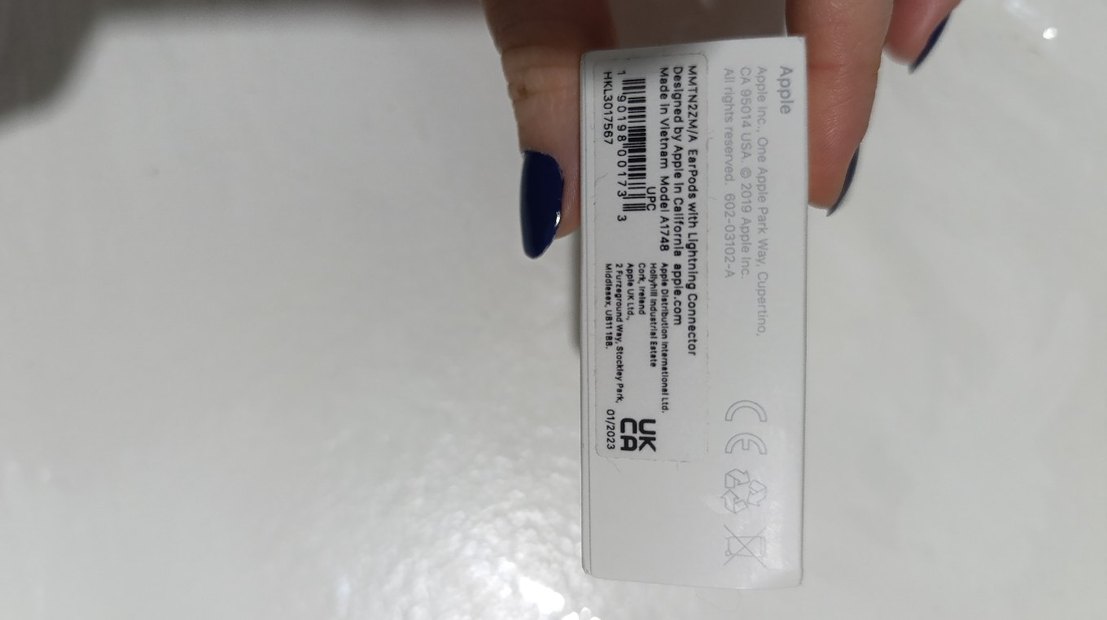 Apple
Apple Inc., One Apple Park Way, Cupertino,
CA 95014 USA. © 2019 Apple Inc.
All rights reserved. 602-03102-A
MMTN2ZM/A EarPods with Lightning Connector
Designed by Apple in California apple.com
Made in Vietnam Model A1748
UPC
1 90198 00173 3
HKL3017567
Apple Distribution International Ltd.
Hollyhill Industrial Estate
Cork, Ireland
Apple UK Ltd.,
2 Furzeground Way, Stockley Park,
Middlesex, UB11 1BB.
UK
CA
01/2023
CE